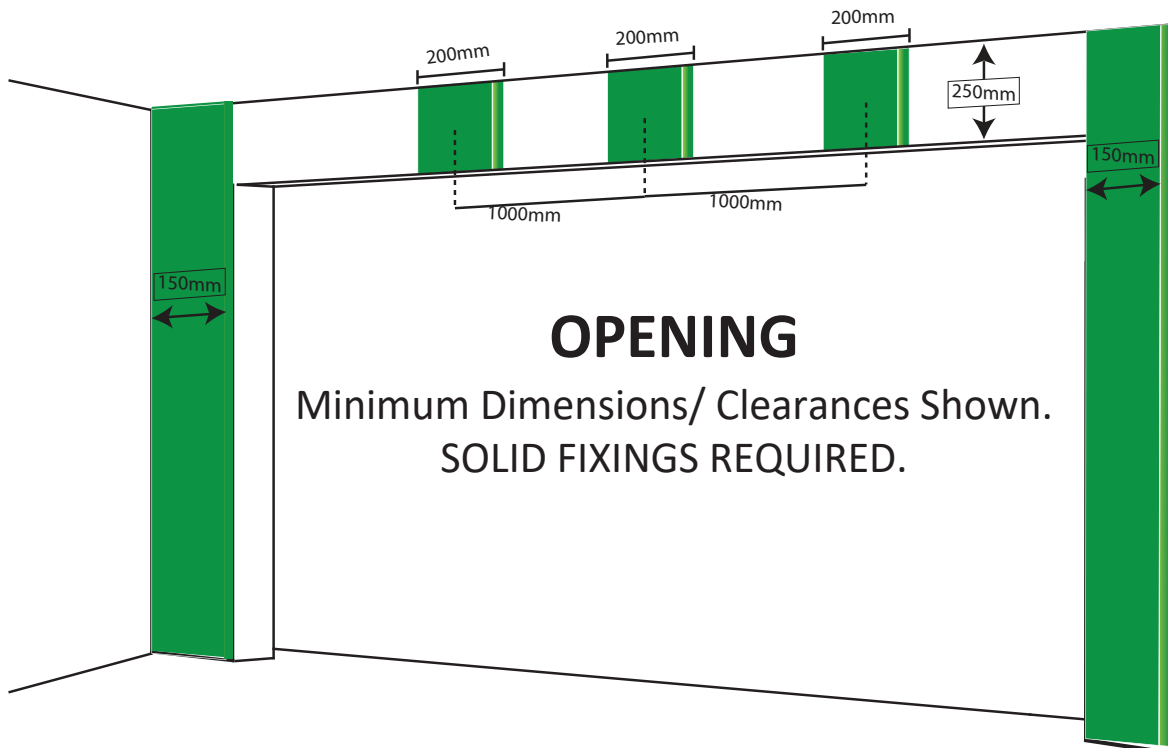 200mm
200mm
200mm
250mm
150mm
1000mm
1000mm
150mm
OPENING
Minimum Dimensions/ Clearances Shown.
SOLID FIXINGS REQUIRED.